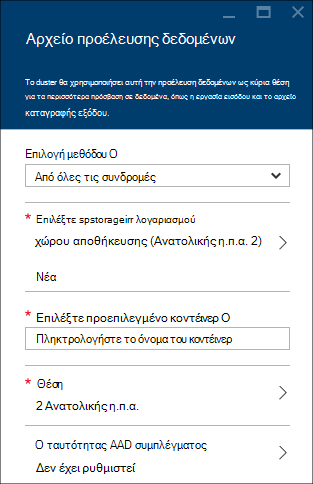 Αρχείο προέλευσης δεδομένων
Το duster θα χρησιμοποιήσει αυτή την προέλευση δεδομένων ως κύρια θέση
για τα περισσότερα πρόσβαση σε δεδομένα, όπως η εργασία εισόδου και το αρχείο
καταγραφής εξόδου.
Επιλογή μεθόδου Ο
Από όλες τις συνδρομές
* Επιλέξτε spstorageirr λογαριασμού
χώρου αποθήκευσης (Ανατολικής η.π.α. 2)
Νέα
* Επιλέξτε προεπιλεγμένο κοντέινερ Ο
Πληκτρολογήστε το όνομα του κοντέινερ
* Θέση
2 Ανατολικής η.π.α.
Ο ταυτότητας AAD συμπλέγματος
Δεν έχει ρυθμιστεί